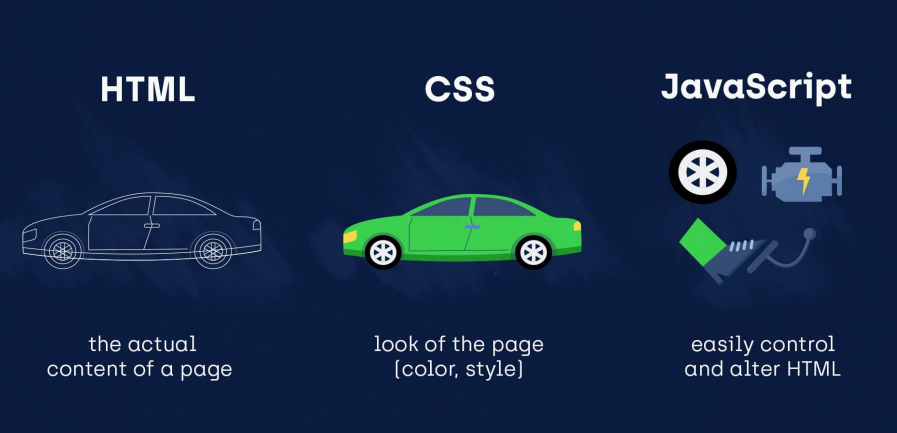 HTML
CSS
JavaScript
the actual
content of a page
look of the page
(color, style)
easily control
and alter HTML